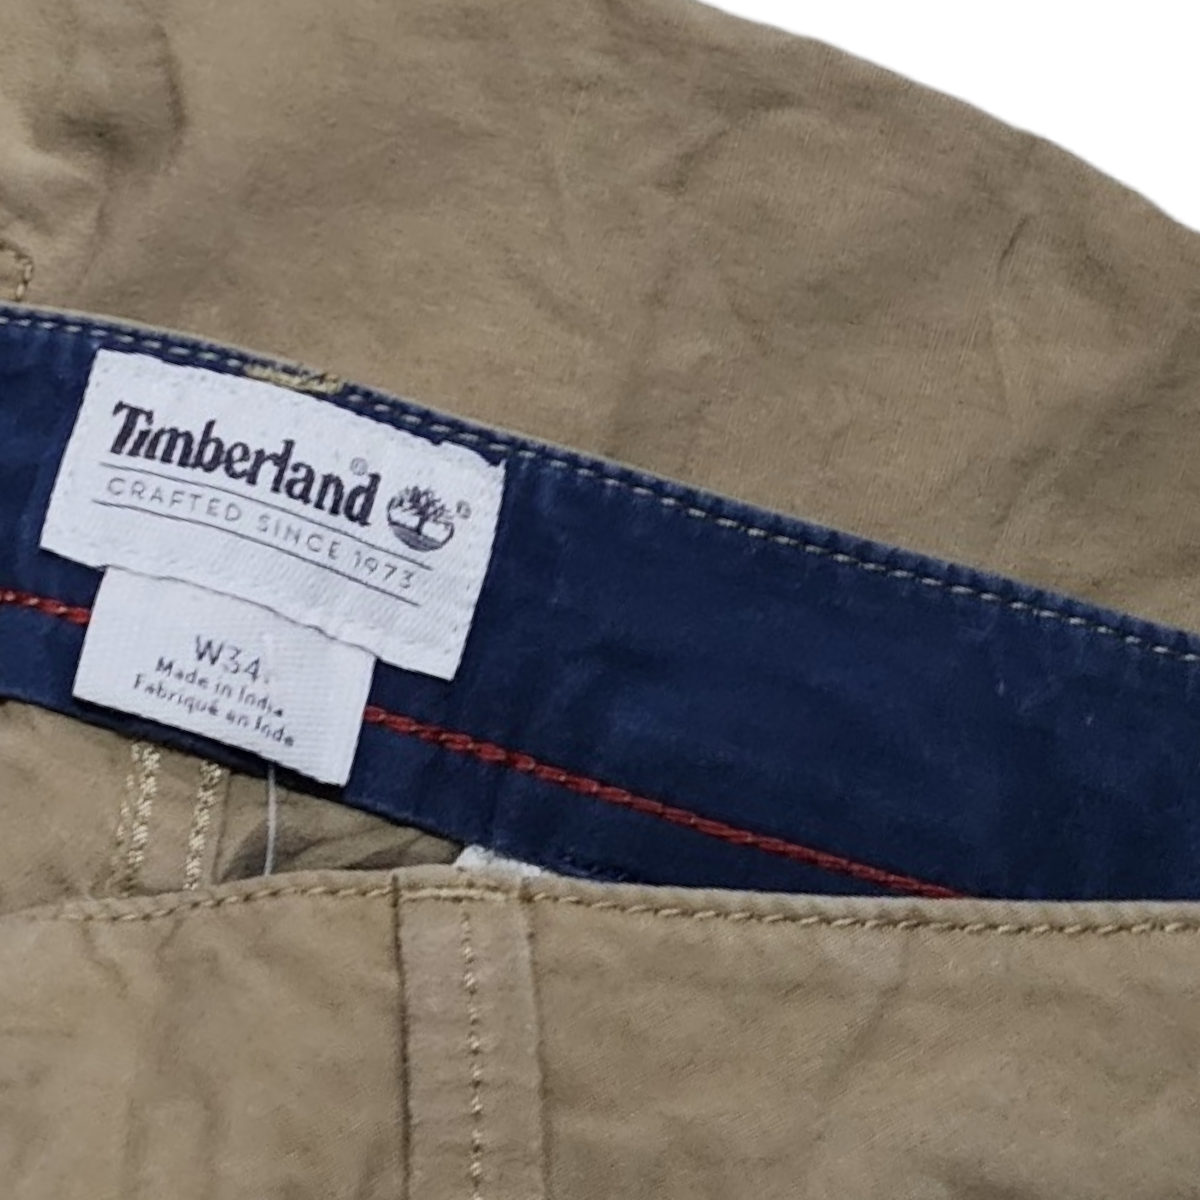 Timberland®
CRAFTED SINCE 1973
W34
Made in India
Fabriqué en Inde